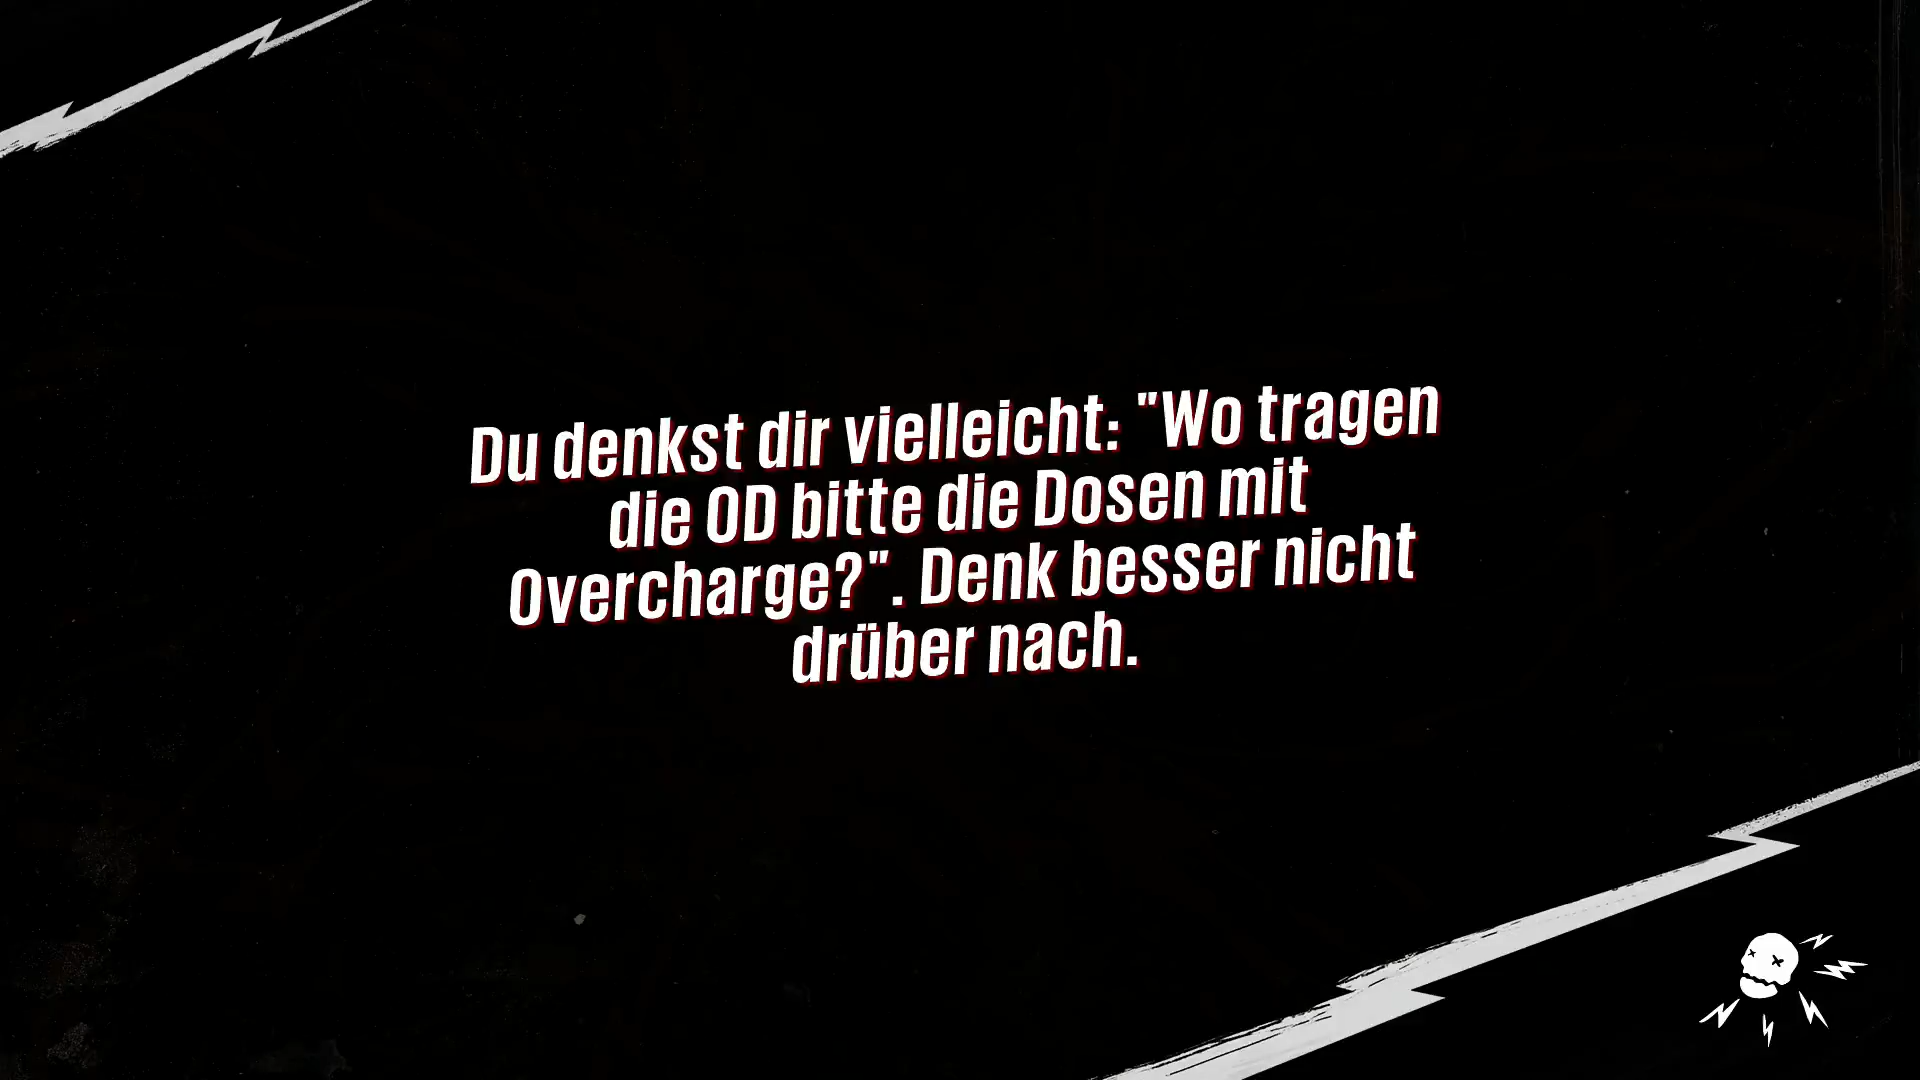 Du denkst dir vielleicht: "Wo tragen
die OD bitte die Dosen mit
Overcharge?". Denk besser nicht
drüber nach.